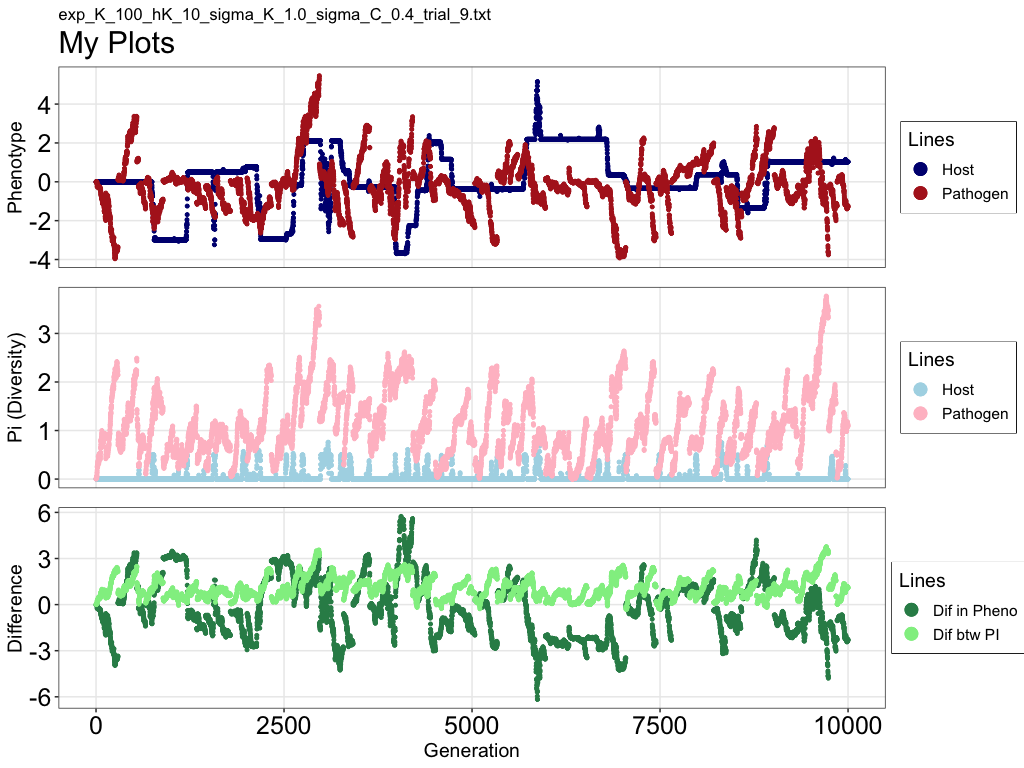 exp_K_100_hK_10_sigma_K_1.0_sigma_C_0.4_trial_9.txt
My Plots
Phenotype
4
2
0
-2
-4
Lines
Host
Pathogen
Pi (Diversity)
3
2
1
0
Lines
Host
Pathogen
Difference
6
3
0
-3
-6
Lines
Dif in Pheno
Dif btw PI
0 2500 5000 7500 10000
Generation